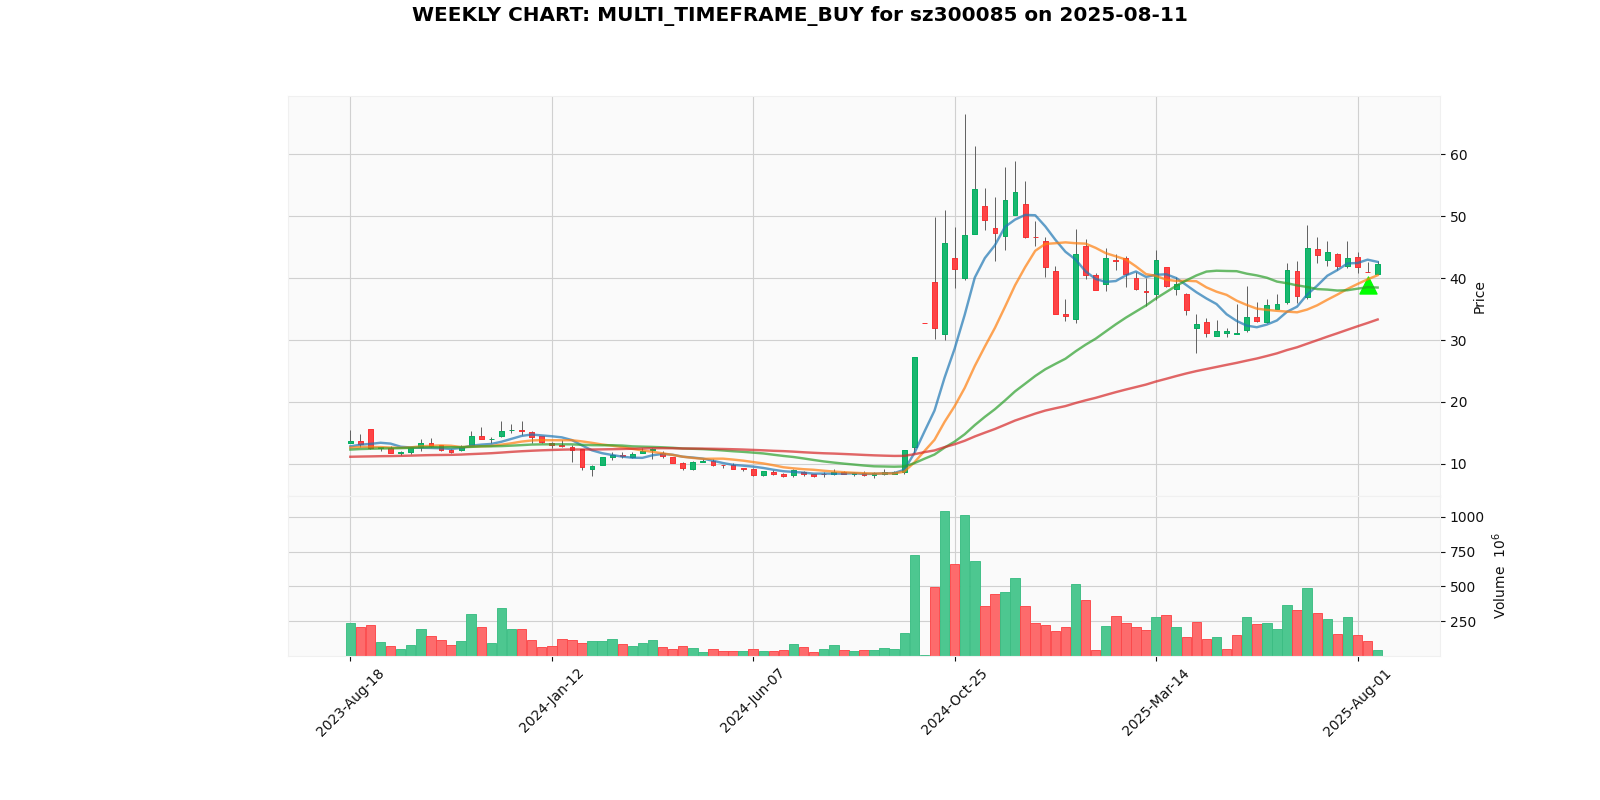 WEEKLY CHART: MULTI_TIMEFRAME_BUY for sz300085 on 2025-08-11
60
50
40
30
20
10
Price
1000
750
500
250
Volume 10^6
2023-Aug-18
2024-Jan-12
2024-Jun-07
2024-Oct-25
2025-Mar-14
2025-Aug-01